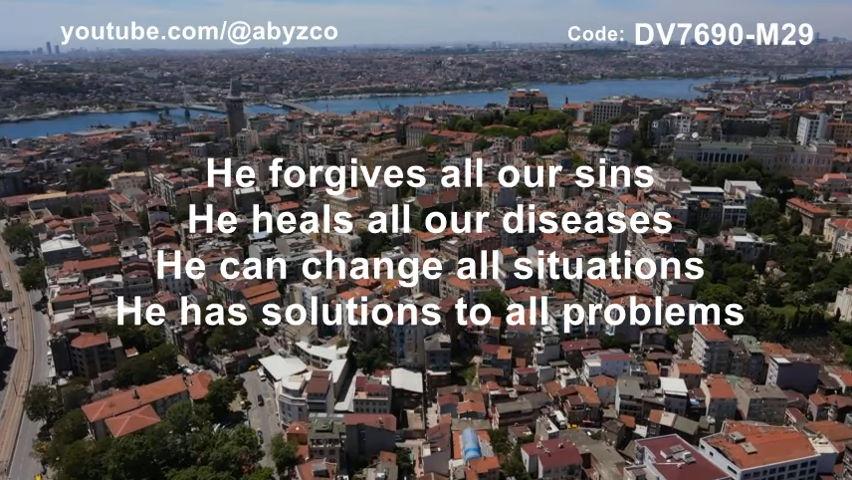 youtube.com/@abyzco
Code: DV7690-M29
He forgives all our sins
He heals all our diseases
He can change all situations
He has solutions to all problems